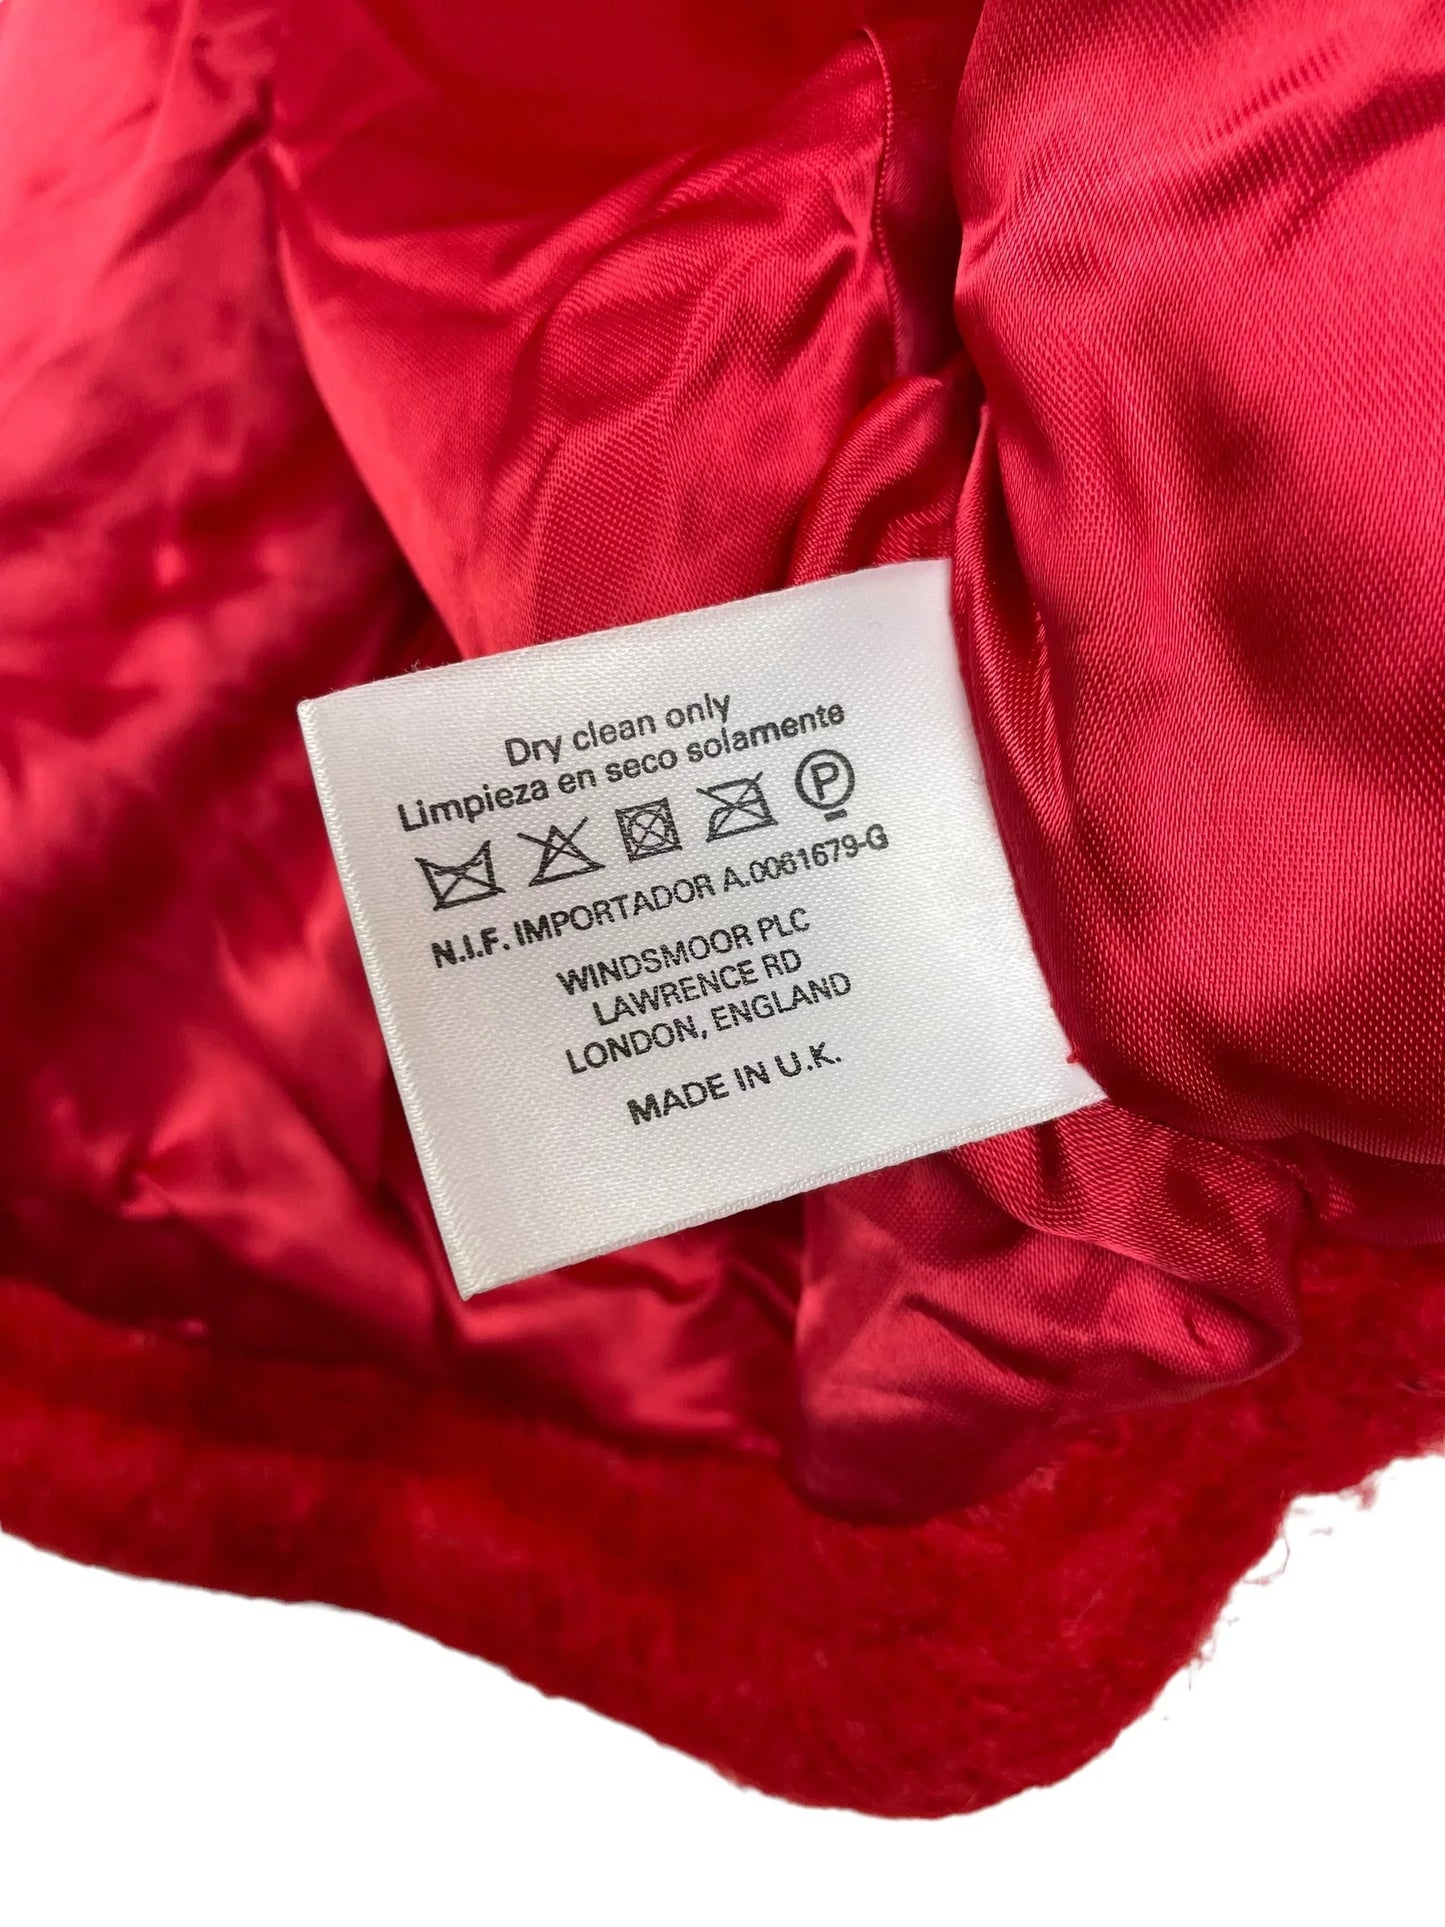 Dry clean only
Limpieza en seco solamente
P
N.I.F. IMPORTADOR A.0061679-G
WINDSMOOR PLC
LAWRENCE RD
LONDON, ENGLAND
MADE IN U.K.